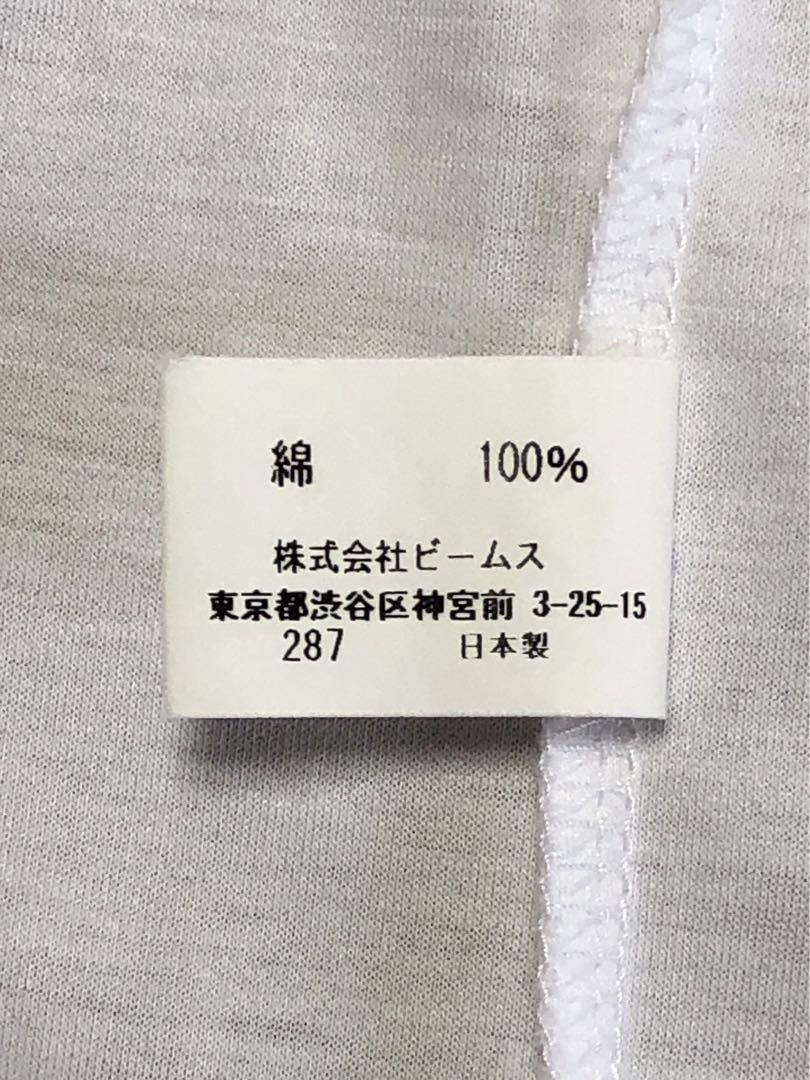 綿 100%
株式会社ビームス
東京都渋谷区神宮前 3-25-15
287 日本製